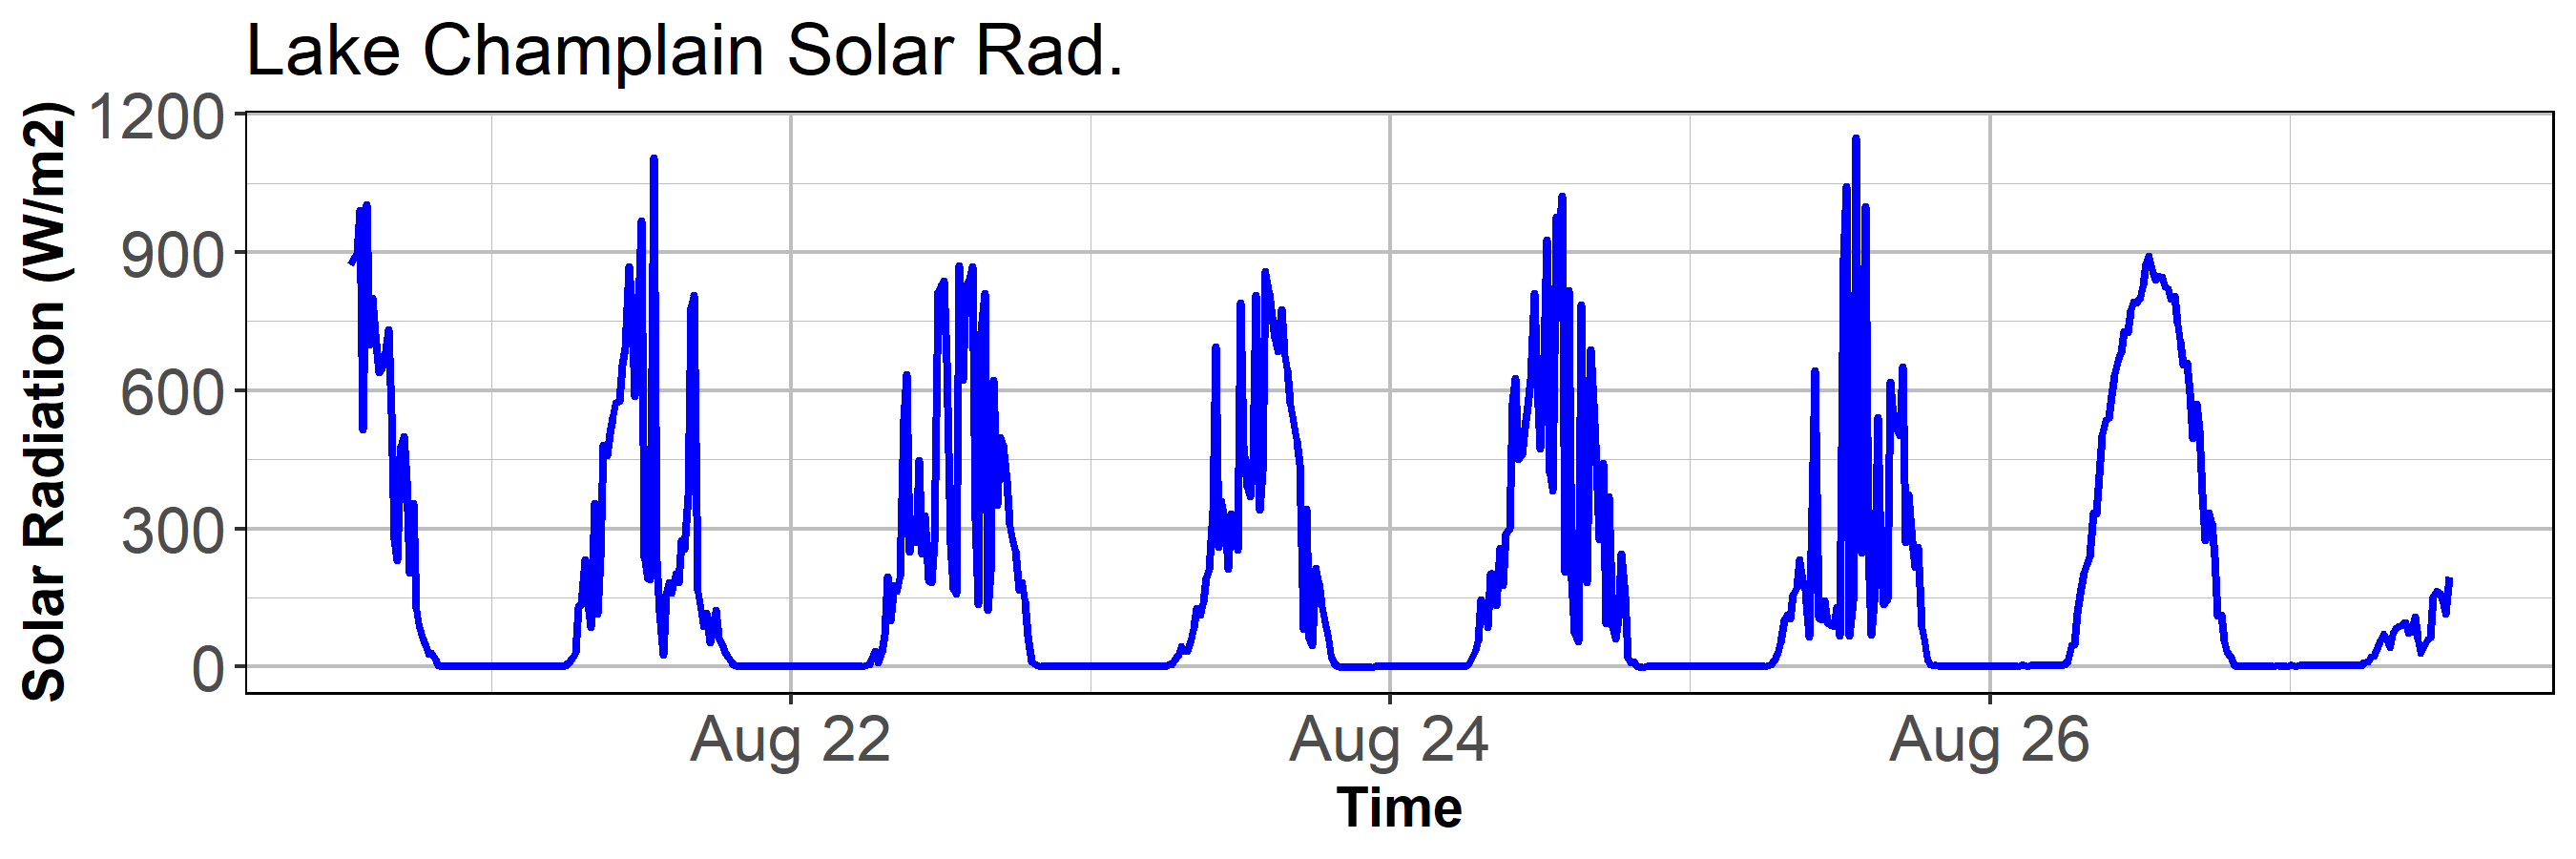 Lake Champlain Solar Rad.
Solar Radiation (W/m2)
1200
900
600
300
0
Aug 22
Aug 24
Aug 26
Time